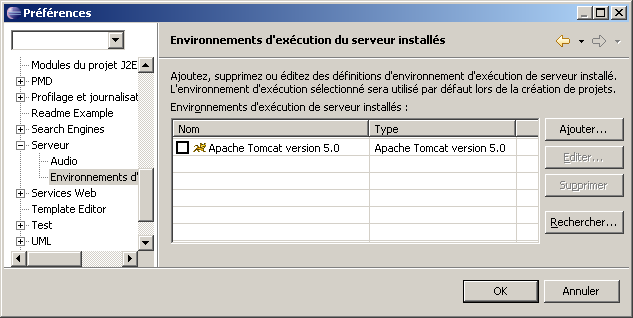 Préférences
Modules du projet J2E
PMD
Profilage et journalisat
Readme Example
Search Engines
Serveur
Audio
Environnements d'
Services Web
Template Editor
Test
UML
Environnements d'exécution du serveur installés
Ajoutez, supprimez ou éditez des définitions d'environnement d'exécution de serveur installé.
L'environnement d'exécution sélectionné sera utilisé par défaut lors de la création de projets.
Environnements d'exécution de serveur installés :
Nom Type
Apache Tomcat version 5.0 Apache Tomcat version 5.0
Ajouter...
Editer...
Supprimer
Rechercher...
OK Annuler